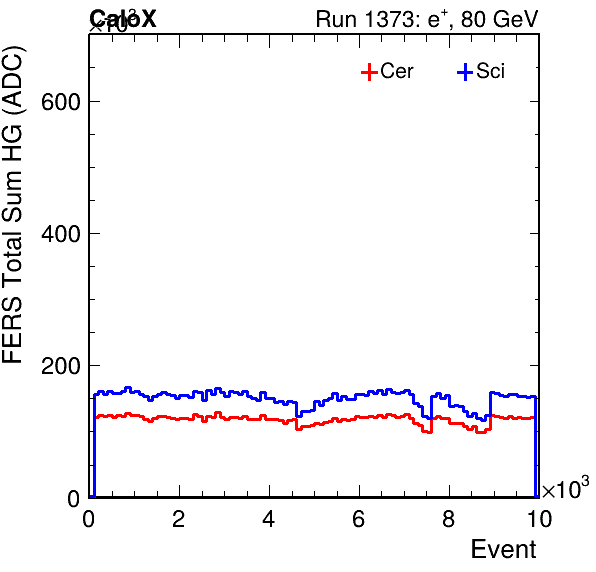 CaloX
×10³
Run 1373: e⁺, 80 GeV
FERS Total Sum HG (ADC)
Cer
Sci
600
400
200
0
0 2 4 6 8 10
×10³
Event